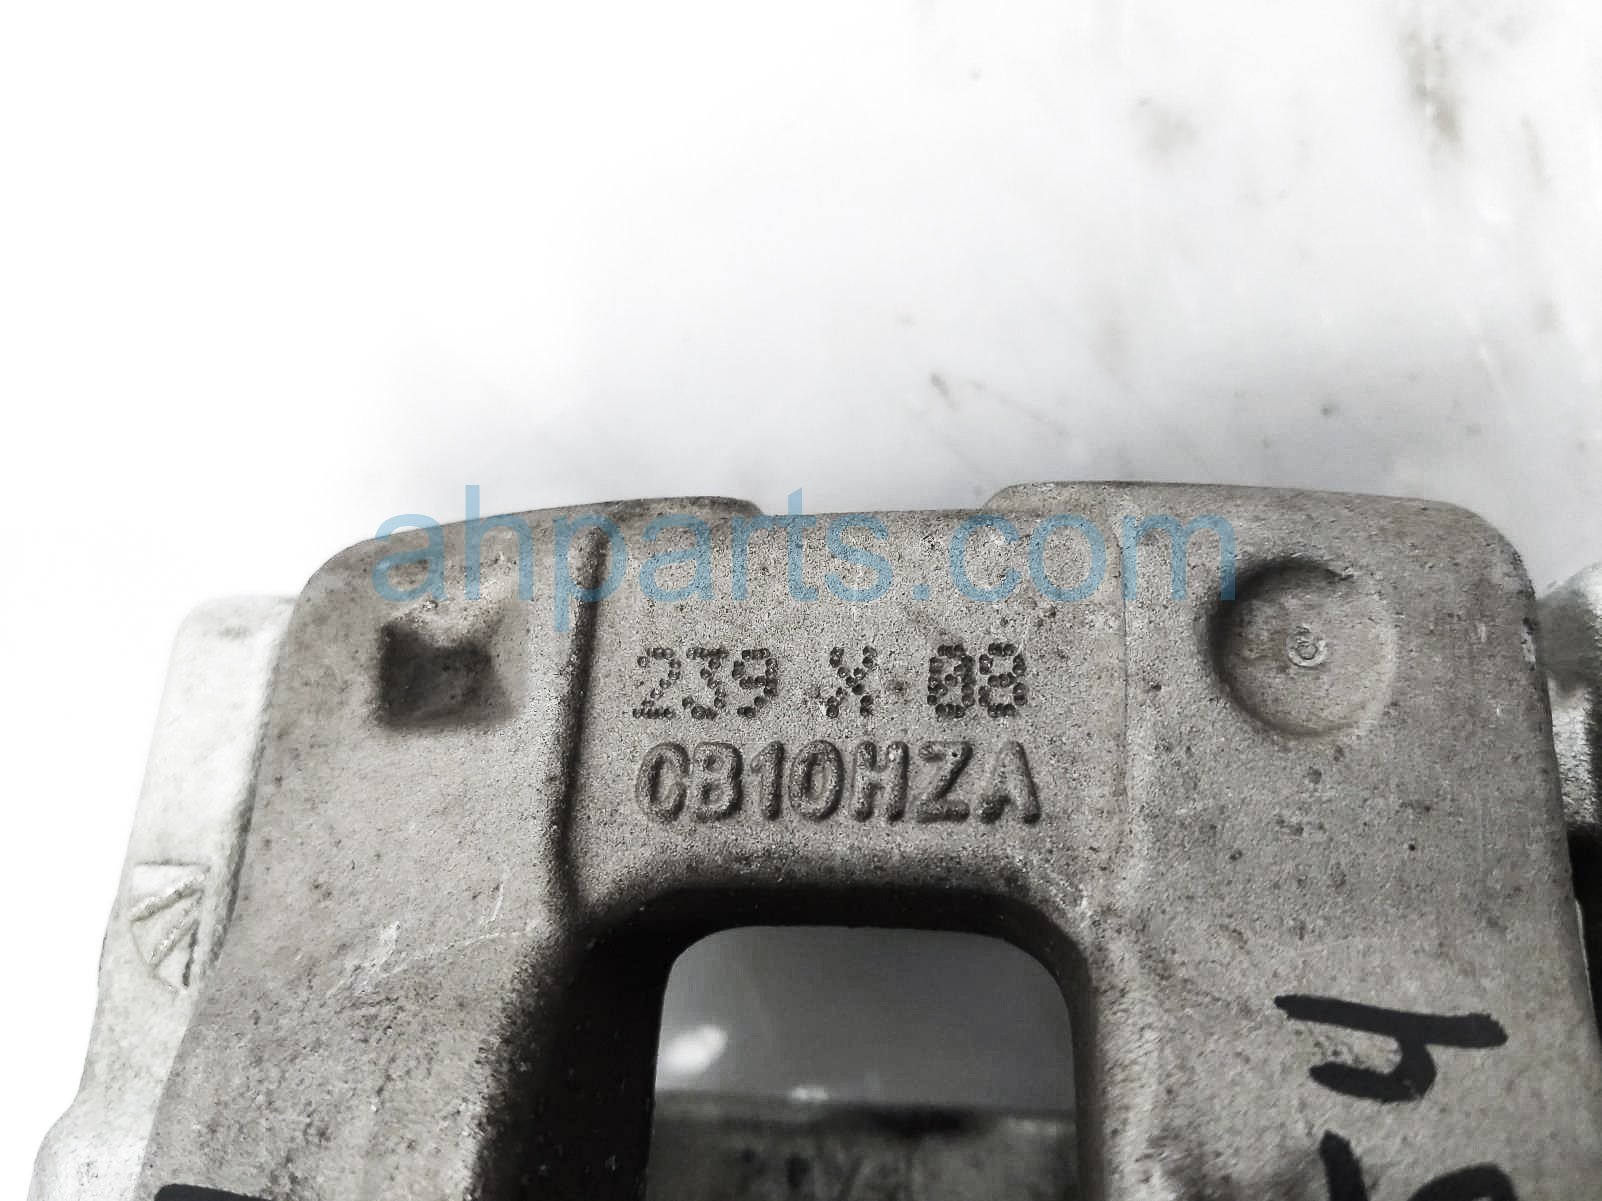 ahparts.com
239 X 08
CB10HZA